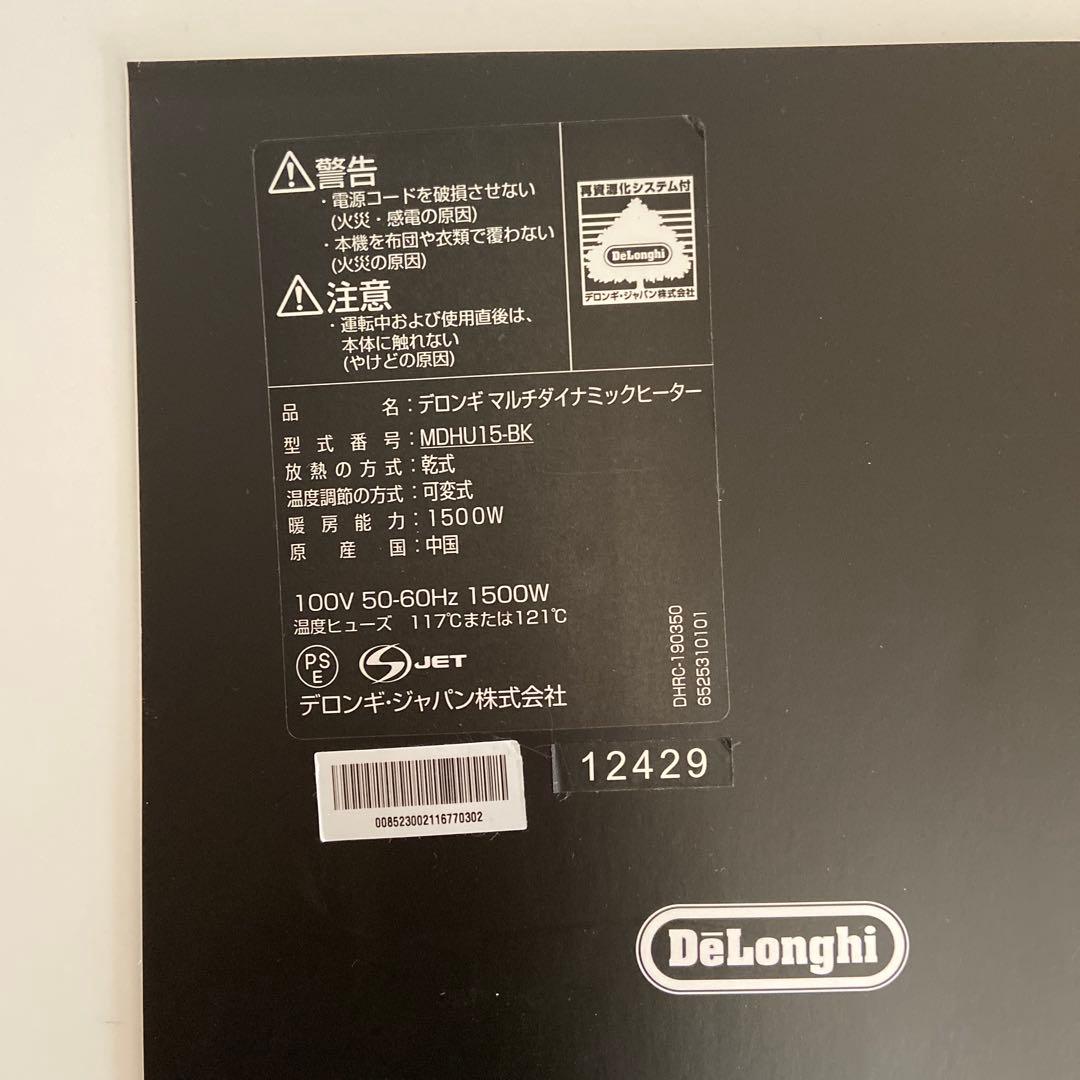 警告
・電源コードを破損させない
(火災・感電の原因)
・本機を布団や衣類で覆わない
(火災の原因)
注意
・運転中および使用直後は、
本体に触れない
(やけどの原因)
再資源化システム付
DeLonghi
デロンギ・ジャパン株式会社
品名：デロンギ マルチダイナミックヒーター
型式番号：MDHU15-BK
放熱の方式：乾式
温度調節の方式：可変式
暖房能力：1500W
原産国：中国
100V 50-60Hz 1500W
温度ヒューズ 117℃または121℃
PSE
S JET
デロンギ・ジャパン株式会社
DHRC-190350
6525310101
008523002116770302
12429
DēLonghi